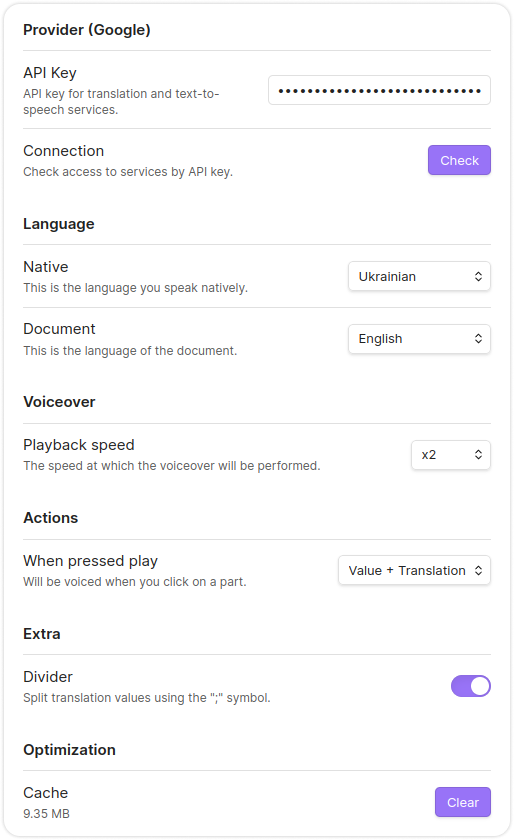 Provider (Google)
API Key
API key for translation and text-to-
speech services.
••••••••••••••••••••••••••••
Connection
Check access to services by API key.
Check
Language
Native
This is the language you speak natively.
Ukrainian
Document
This is the language of the document.
English
Voiceover
Playback speed
The speed at which the voiceover will be performed.
x2
Actions
When pressed play
Will be voiced when you click on a part.
Value + Translation
Extra
Divider
Split translation values using the ";" symbol.
Optimization
Cache
9.35 MB
Clear